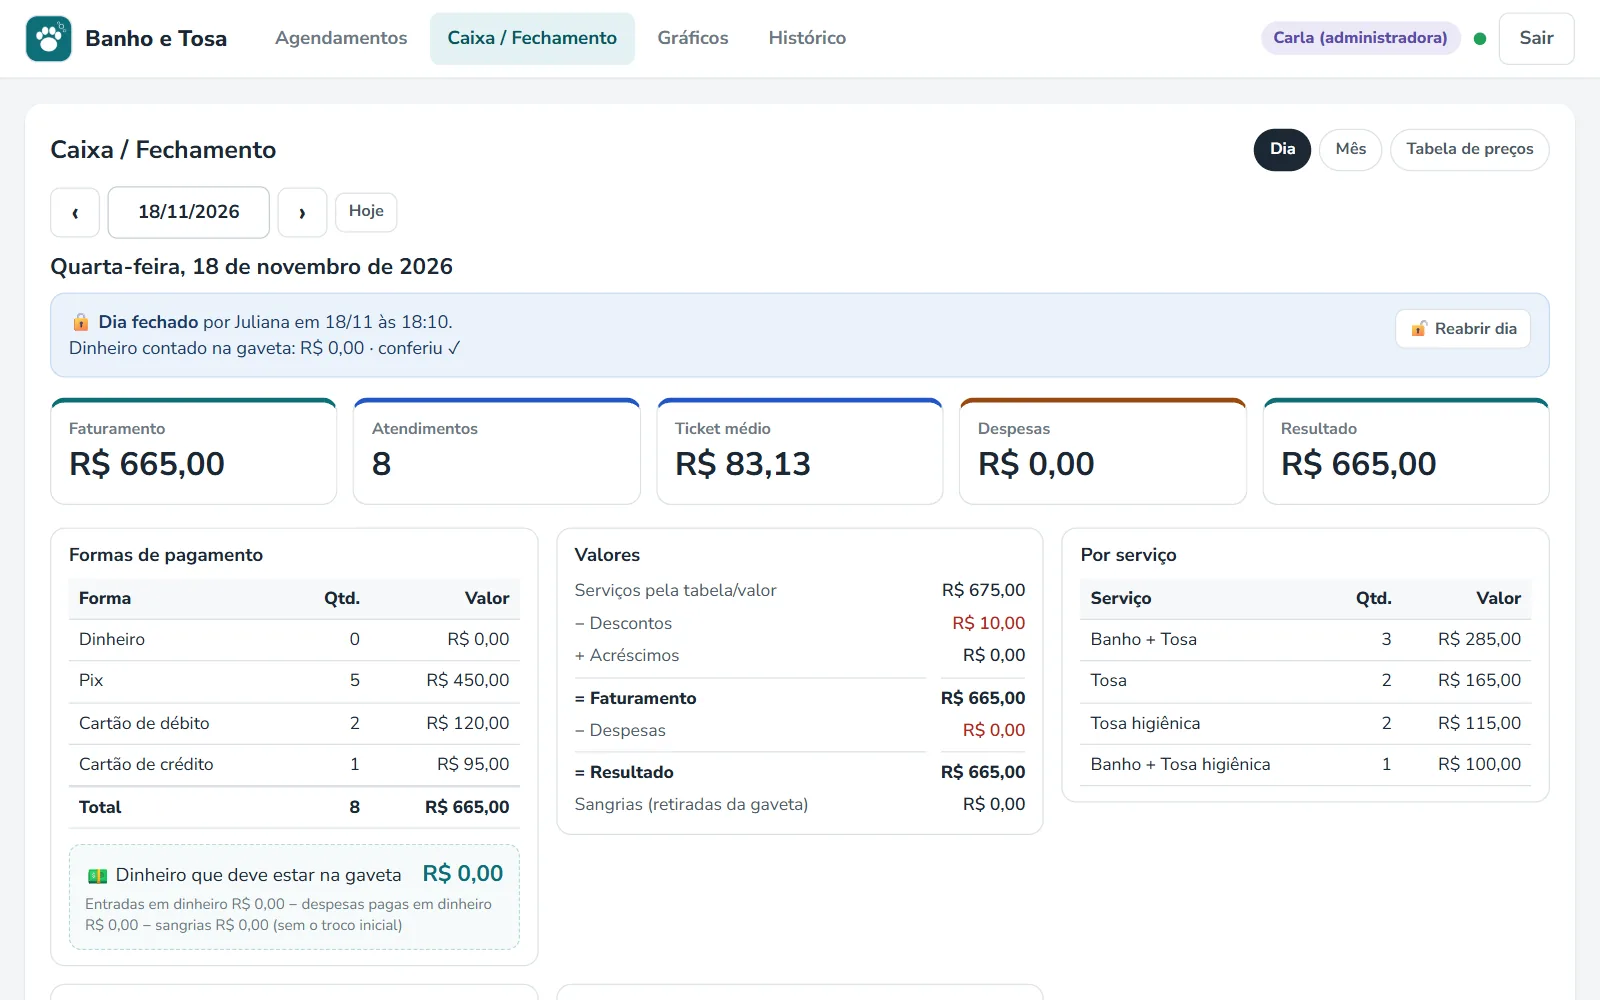 Banho e Tosa
Agendamentos
Caixa / Fechamento
Gráficos
Histórico
Carla (administradora)
Sair
Caixa / Fechamento
Dia
Mês
Tabela de preços
‹
18/11/2026
›
Hoje
Quarta-feira, 18 de novembro de 2026
🔒 Dia fechado por Juliana em 18/11 às 18:10.
Dinheiro contado na gaveta: R$ 0,00 · conferiu ✓
🔓 Reabrir dia
Faturamento
R$ 665,00
Atendimentos
8
Ticket médio
R$ 83,13
Despesas
R$ 0,00
Resultado
R$ 665,00
Formas de pagamento
Forma Qtd. Valor
Dinheiro 0 R$ 0,00
Pix 5 R$ 450,00
Cartão de débito 2 R$ 120,00
Cartão de crédito 1 R$ 95,00
Total 8 R$ 665,00
💵 Dinheiro que deve estar na gaveta R$ 0,00
Entradas em dinheiro R$ 0,00 − despesas pagas em dinheiro
R$ 0,00 − sangrias R$ 0,00 (sem o troco inicial)
Valores
Serviços pela tabela/valor R$ 675,00
− Descontos R$ 10,00
+ Acréscimos R$ 0,00
= Faturamento R$ 665,00
− Despesas R$ 0,00
= Resultado R$ 665,00
Sangrias (retiradas da gaveta) R$ 0,00
Por serviço
Serviço Qtd. Valor
Banho + Tosa 3 R$ 285,00
Tosa 2 R$ 165,00
Tosa higiênica 2 R$ 115,00
Banho + Tosa higiênica 1 R$ 100,00